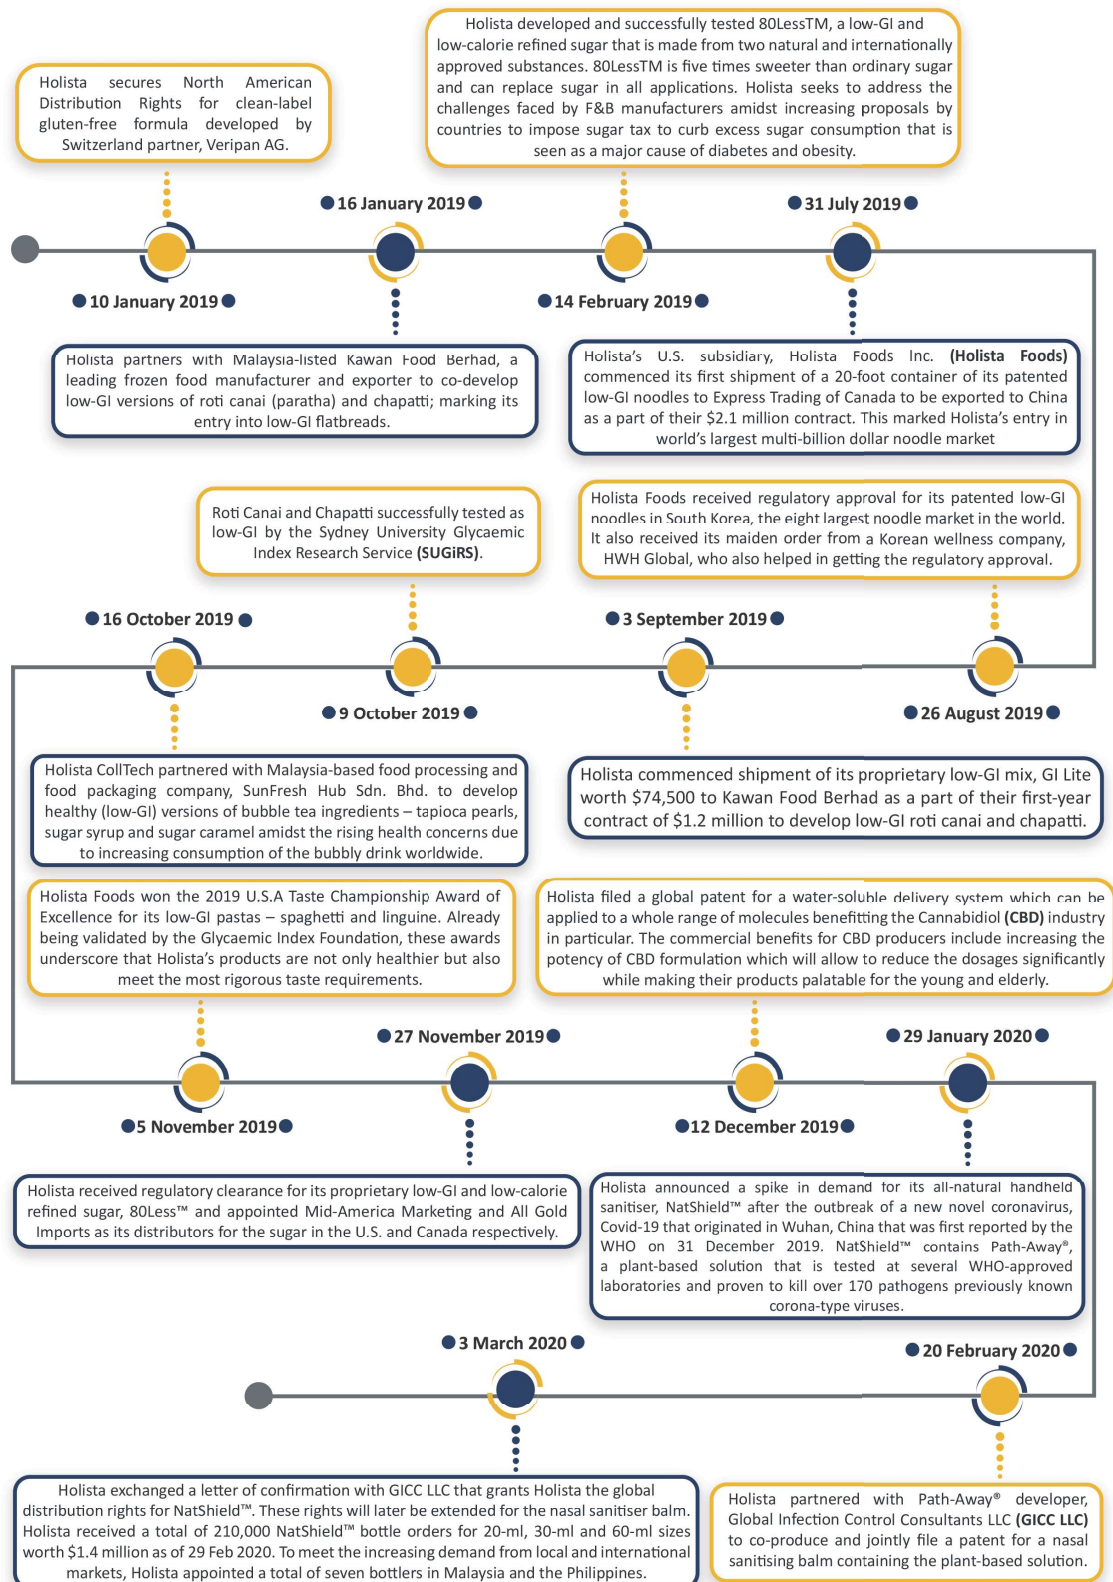 Holista developed and successfully tested 80LessTM, a low-GI and
low-calorie refined sugar that is made from two natural and internationally
approved substances. 80LessTM is five times sweeter than ordinary sugar
and can replace sugar in all applications. Holista seeks to address the
challenges faced by F&B manufacturers amidst increasing proposals by
countries to impose sugar tax to curb excess sugar consumption that is
seen as a major cause of diabetes and obesity.
Holista secures North American
Distribution Rights for clean-label
gluten-free formula developed by
Switzerland partner, Veripan AG.
16 January 2019
31 July 2019
10 January 2019
14 February 2019
Holista partners with Malaysia-listed Kawan Food Berhad, a
leading frozen food manufacturer and exporter to co-develop
low-GI versions of roti canai (paratha) and chapatti; marking its
entry into low-GI flatbreads.
Holista's U.S. subsidiary, Holista Foods Inc. (Holista Foods)
commenced its first shipment of a 20-foot container of its patented
low-GI noodles to Express Trading of Canada to be exported to China
as a part of their $2.1 million contract. This marked Holista's entry in
world's largest multi-billion dollar noodle market
Roti Canai and Chapatti successfully tested as
low-GI by the Sydney University Glycaemic
Index Research Service (SUGiRS).
Holista Foods received regulatory approval for its patented low-GI
noodles in South Korea, the eight largest noodle market in the world.
It also received its maiden order from a Korean wellness company,
HWH Global, who also helped in getting the regulatory approval.
16 October 2019
3 September 2019
9 October 2019
26 August 2019
Holista CollTech partnered with Malaysia-based food processing and
food packaging company, SunFresh Hub Sdn. Bhd. to develop
healthy (low-GI) versions of bubble tea ingredients – tapioca pearls,
sugar syrup and sugar caramel amidst the rising health concerns due
to increasing consumption of the bubbly drink worldwide.
Holista commenced shipment of its proprietary low-GI mix, GI Lite
worth $74,500 to Kawan Food Berhad as a part of their first-year
contract of $1.2 million to develop low-GI roti canai and chapatti.
Holista Foods won the 2019 U.S.A Taste Championship Award of
Excellence for its low-GI pastas – spaghetti and linguine. Already
being validated by the Glycaemic Index Foundation, these awards
underscore that Holista's products are not only healthier but also
meet the most rigorous taste requirements.
Holista filed a global patent for a water-soluble delivery system which can be
applied to a whole range of molecules benefitting the Cannabidiol (CBD) industry
in particular. The commercial benefits for CBD producers include increasing the
potency of CBD formulation which will allow to reduce the dosages significantly
while making their products palatable for the young and elderly.
27 November 2019
29 January 2020
5 November 2019
12 December 2019
Holista received regulatory clearance for its proprietary low-GI and low-calorie
refined sugar, 80Less™ and appointed Mid-America Marketing and All Gold
Imports as its distributors for the sugar in the U.S. and Canada respectively.
Holista announced a spike in demand for its all-natural handheld
sanitiser, NatShield™ after the outbreak of a new novel coronavirus,
Covid-19 that originated in Wuhan, China that was first reported by the
WHO on 31 December 2019. NatShield™ contains Path-Away®,
a plant-based solution that is tested at several WHO-approved
laboratories and proven to kill over 170 pathogens previously known
corona-type viruses.
3 March 2020
20 February 2020
Holista exchanged a letter of confirmation with GICC LLC that grants Holista the global
distribution rights for NatShield™. These rights will later be extended for the nasal sanitiser balm.
Holista received a total of 210,000 NatShield™ bottle orders for 20-ml, 30-ml and 60-ml sizes
worth $1.4 million as of 29 Feb 2020. To meet the increasing demand from local and international
markets, Holista appointed a total of seven bottlers in Malaysia and the Philippines.
Holista partnered with Path-Away® developer,
Global Infection Control Consultants LLC (GICC LLC)
to co-produce and jointly file a patent for a nasal
sanitising balm containing the plant-based solution.